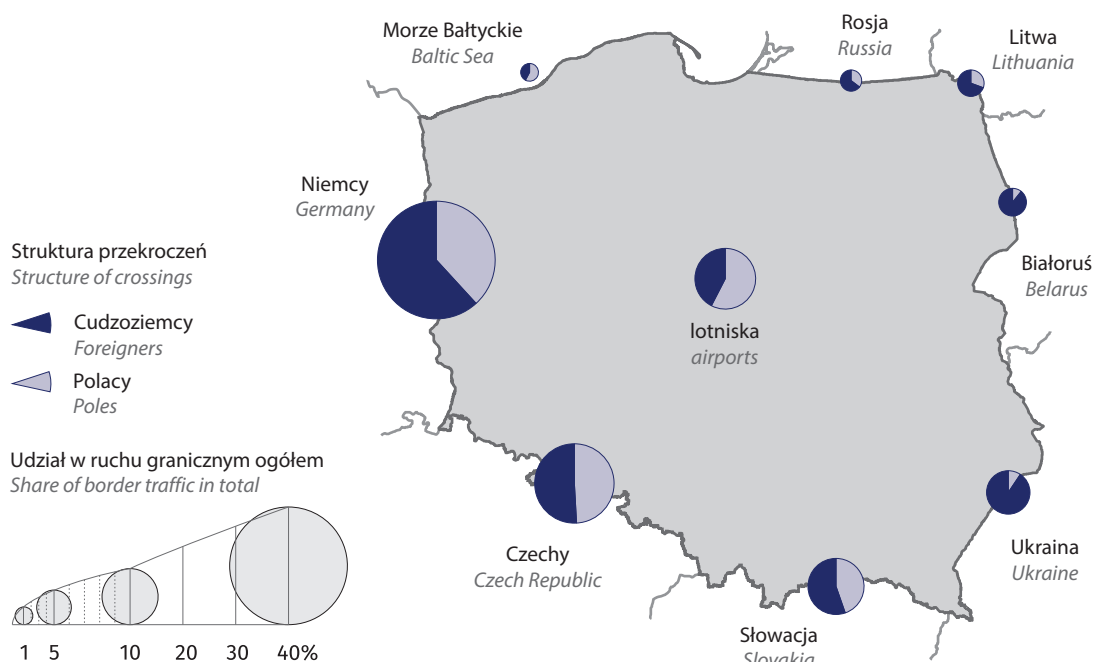 Morze Bałtyckie
Baltic Sea
Rosja
Russia
Litwa
Lithuania
Niemcy
Germany
Struktura przekroczeń
Structure of crossings
Cudzoziemcy
Foreigners
Polacy
Poles
Białoruś
Belarus
lotniska
airports
Udział w ruchu granicznym ogółem
Share of border traffic in total
1 5 10 20 30 40%
Czechy
Czech Republic
Ukraina
Ukraine
Słowacja
Slovakia